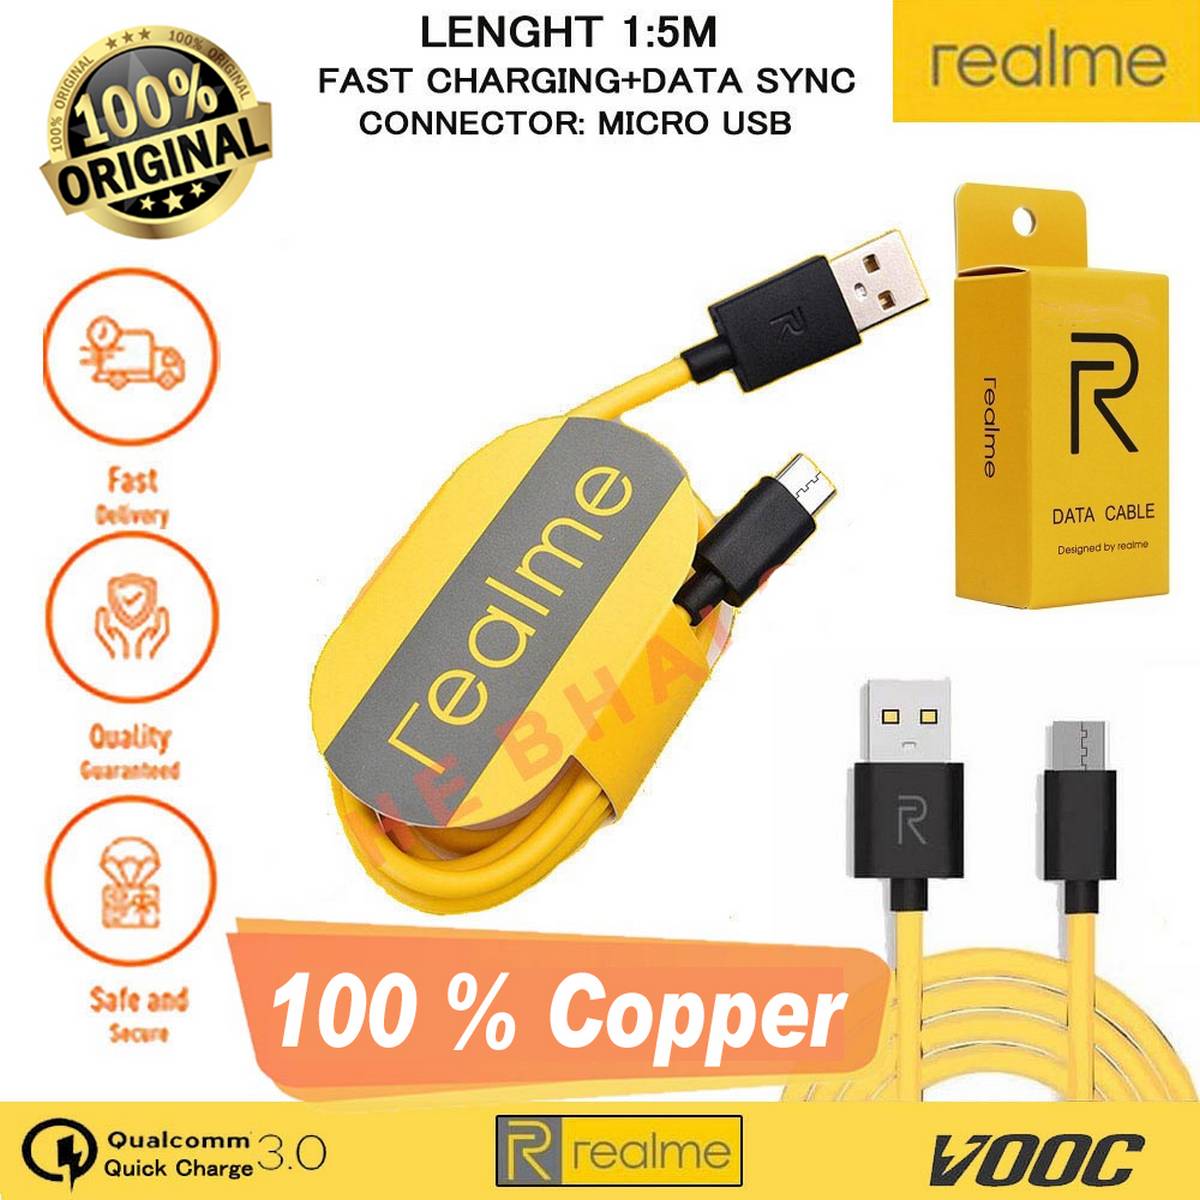 LENGHT 1:5M
FAST CHARGING+DATA SYNC
CONNECTOR: MICRO USB
realme
100% ORIGINAL
100% ORIGINAL
100%
ORIGINAL
Fast
Delivery
Quality
Guaranteed
Safe and
Secure
R
realme
R
realme
DATA CABLE
Designed by realme
R
100 % Copper
Qualcomm
Quick Charge 3.0
R realme
VOOC